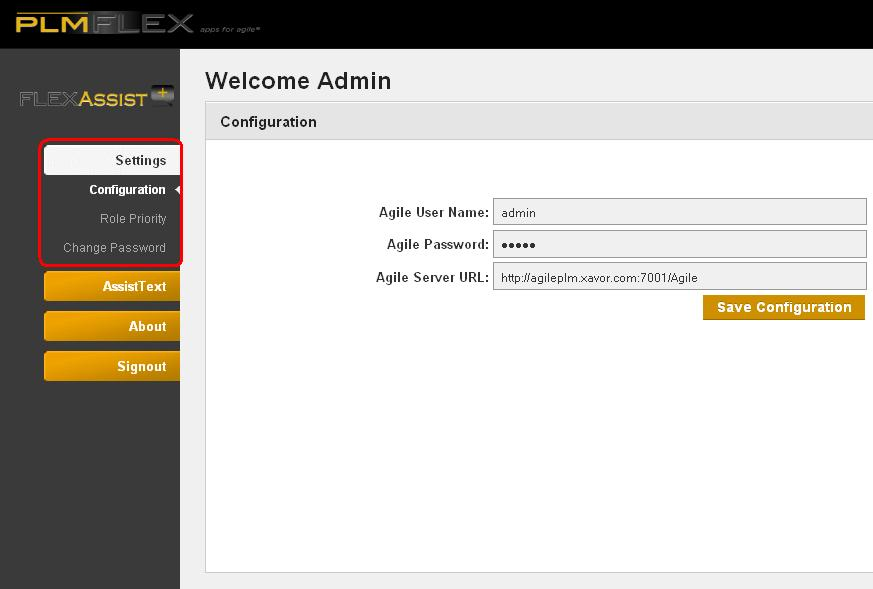 PLMFLEX apps for agile
FLEXASSIST +
Welcome Admin
Configuration
Settings
Configuration
Role Priority
Change Password
AssistText
About
Signout
Agile User Name: admin
Agile Password: •••••
Agile Server URL: http://agileplm.xavor.com:7001/Agile
Save Configuration